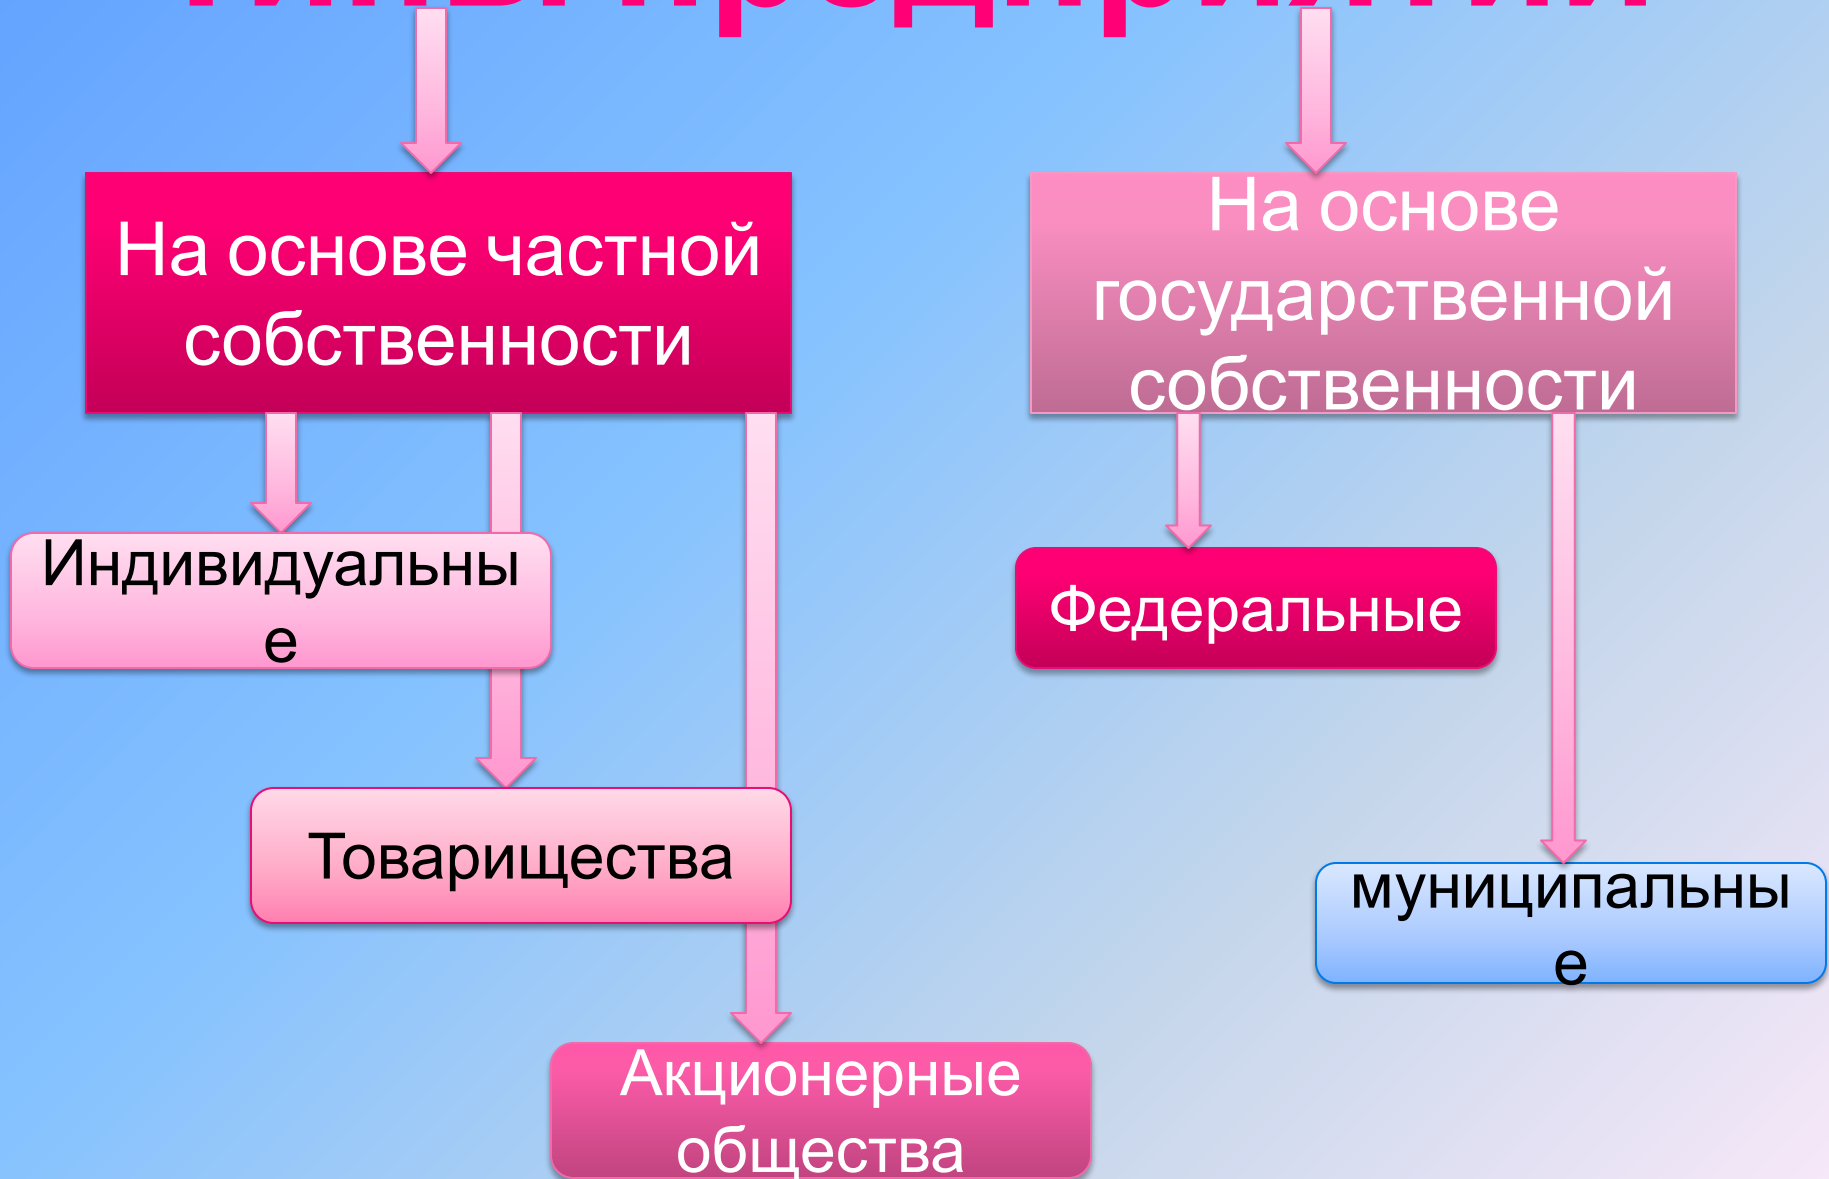 На основе частной
собственности
На основе
государственной
собственности
Индивидуальны
е
Федеральные
Товарищества
муниципальны
е
Акционерные
общества